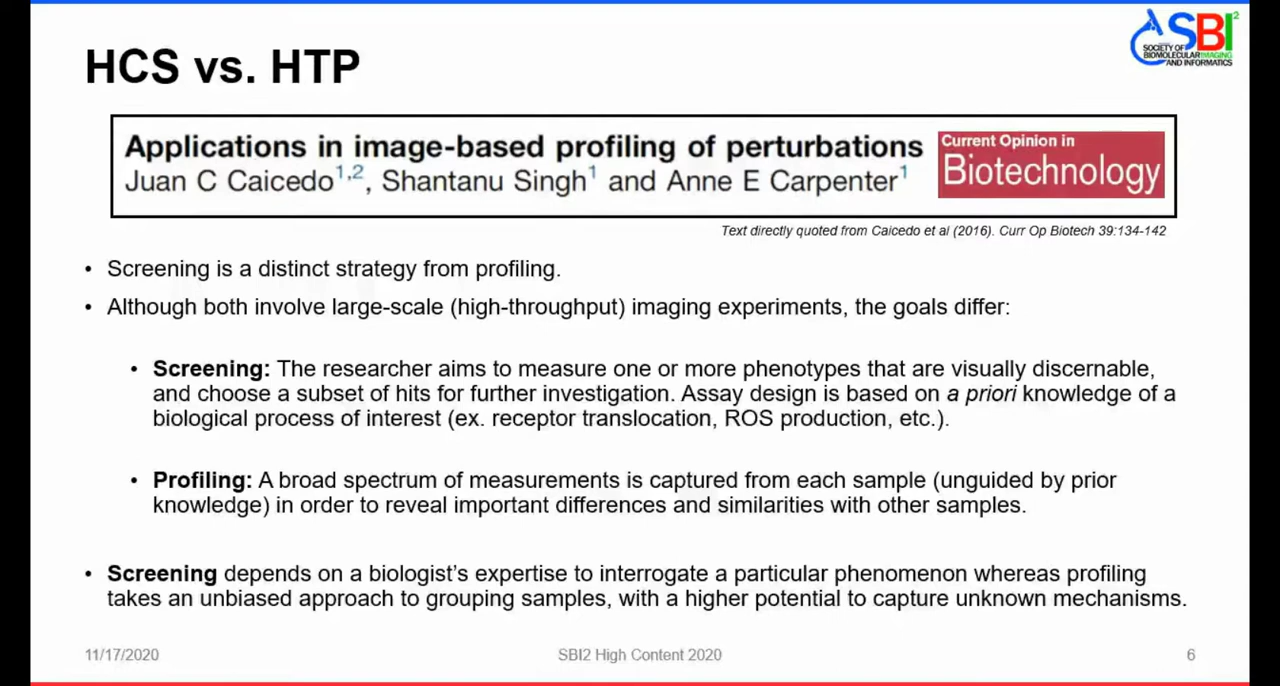 SBI2
SOCIETY OF
BIOMOLECULAR IMAGING
AND INFORMATICS
HCS vs. HTP
Applications in image-based profiling of perturbations
Juan C Caicedo1,2, Shantanu Singh1 and Anne E Carpenter1
Current Opinion in
Biotechnology
Text directly quoted from Caicedo et al (2016). Curr Op Biotech 39:134-142
• Screening is a distinct strategy from profiling.
• Although both involve large-scale (high-throughput) imaging experiments, the goals differ:
• Screening: The researcher aims to measure one or more phenotypes that are visually discernable,
and choose a subset of hits for further investigation. Assay design is based on a priori knowledge of a
biological process of interest (ex. receptor translocation, ROS production, etc.).
• Profiling: A broad spectrum of measurements is captured from each sample (unguided by prior
knowledge) in order to reveal important differences and similarities with other samples.
• Screening depends on a biologist's expertise to interrogate a particular phenomenon whereas profiling
takes an unbiased approach to grouping samples, with a higher potential to capture unknown mechanisms.
11/17/2020
SBI2 High Content 2020
6